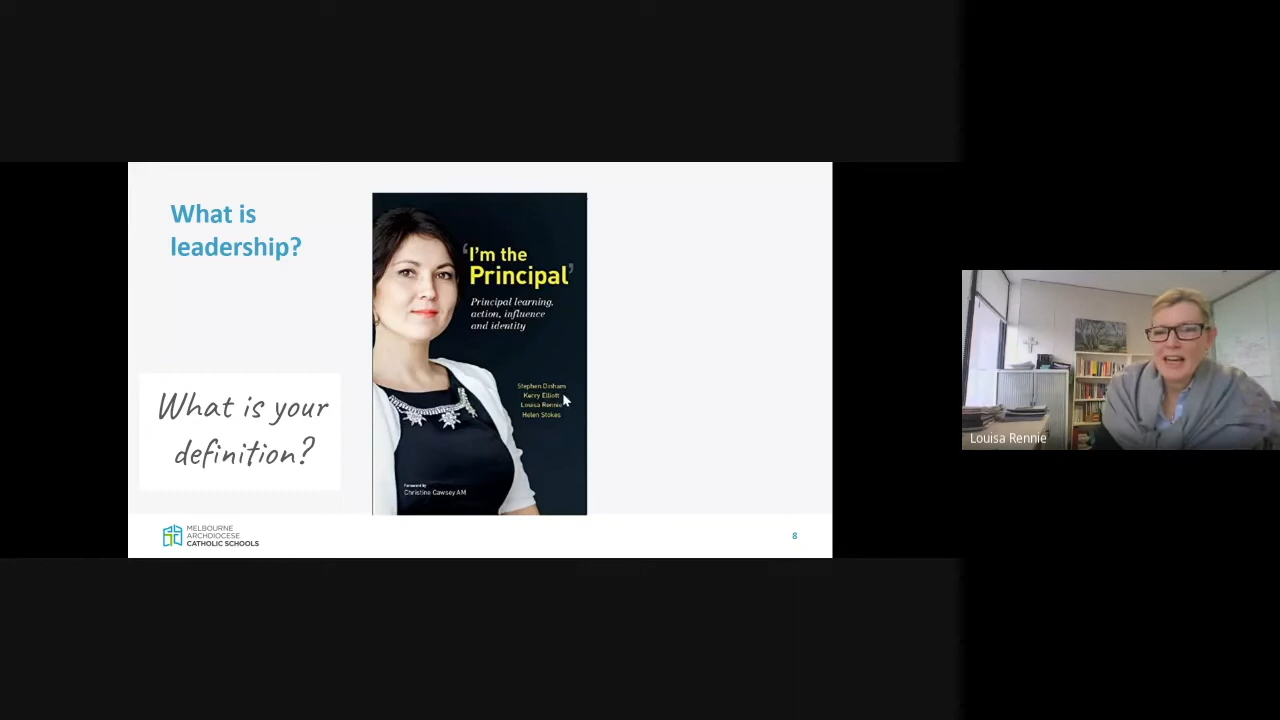 What is
leadership?
What is your
definition?
‘I'm the
Principal’
Principal learning,
action, influence
and identity
Stephen Dinham
Kerry Elliott
Louisa Rennie
Helen Stokes
Foreword by
Christine Cawsey AM
MELBOURNE
ARCHDIOCESE
CATHOLIC SCHOOLS
8
Louisa Rennie